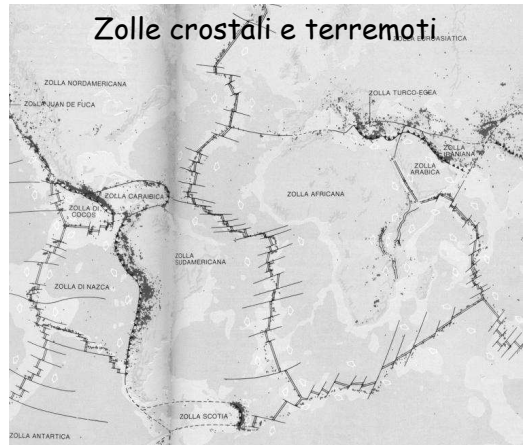 Zolle crostali e terremoti
ZOLLA EUROASIATICA
ZOLLA NORDAMERICANA
ZOLLA TURCO-EGEA
ZOLLA JUAN DE FUCA
ZOLLA IRANIANA
ZOLLA ARABICA
ZOLLA CARAIBICA
ZOLLA AFRICANA
ZOLLA DI COCOS
ZOLLA SUDAMERICANA
ZOLLA DI NAZCA
ZOLLA SCOTIA
ZOLLA ANTARTICA